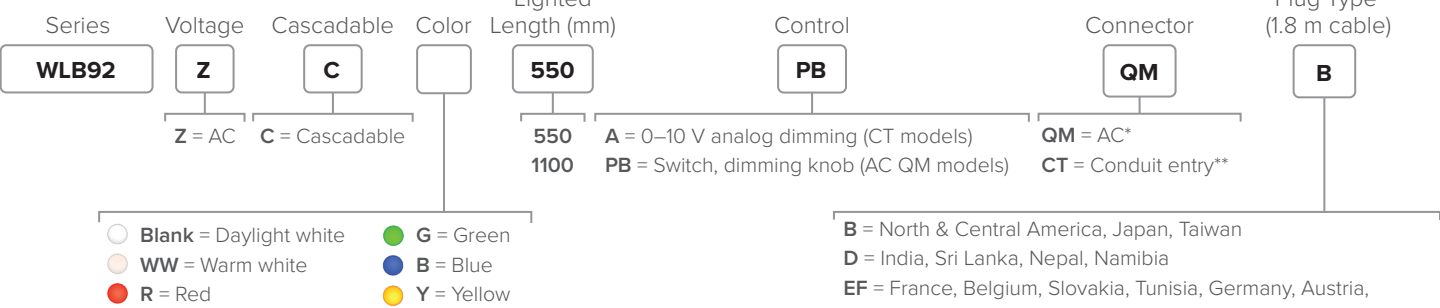 Lighted
Plug Type
Series Voltage Cascadable Color Length (mm) Control Connector (1.8 m cable)
WLB92 Z C 550 PB QM B
Z = AC C = Cascadable 550 A = 0–10 V analog dimming (CT models) QM = AC*
1100 PB = Switch, dimming knob (AC QM models) CT = Conduit entry**
Blank = Daylight white G = Green
WW = Warm white B = Blue
R = Red Y = Yellow
B = North & Central America, Japan, Taiwan
D = India, Sri Lanka, Nepal, Namibia
EF = France, Belgium, Slovakia, Tunisia, Germany, Austria,